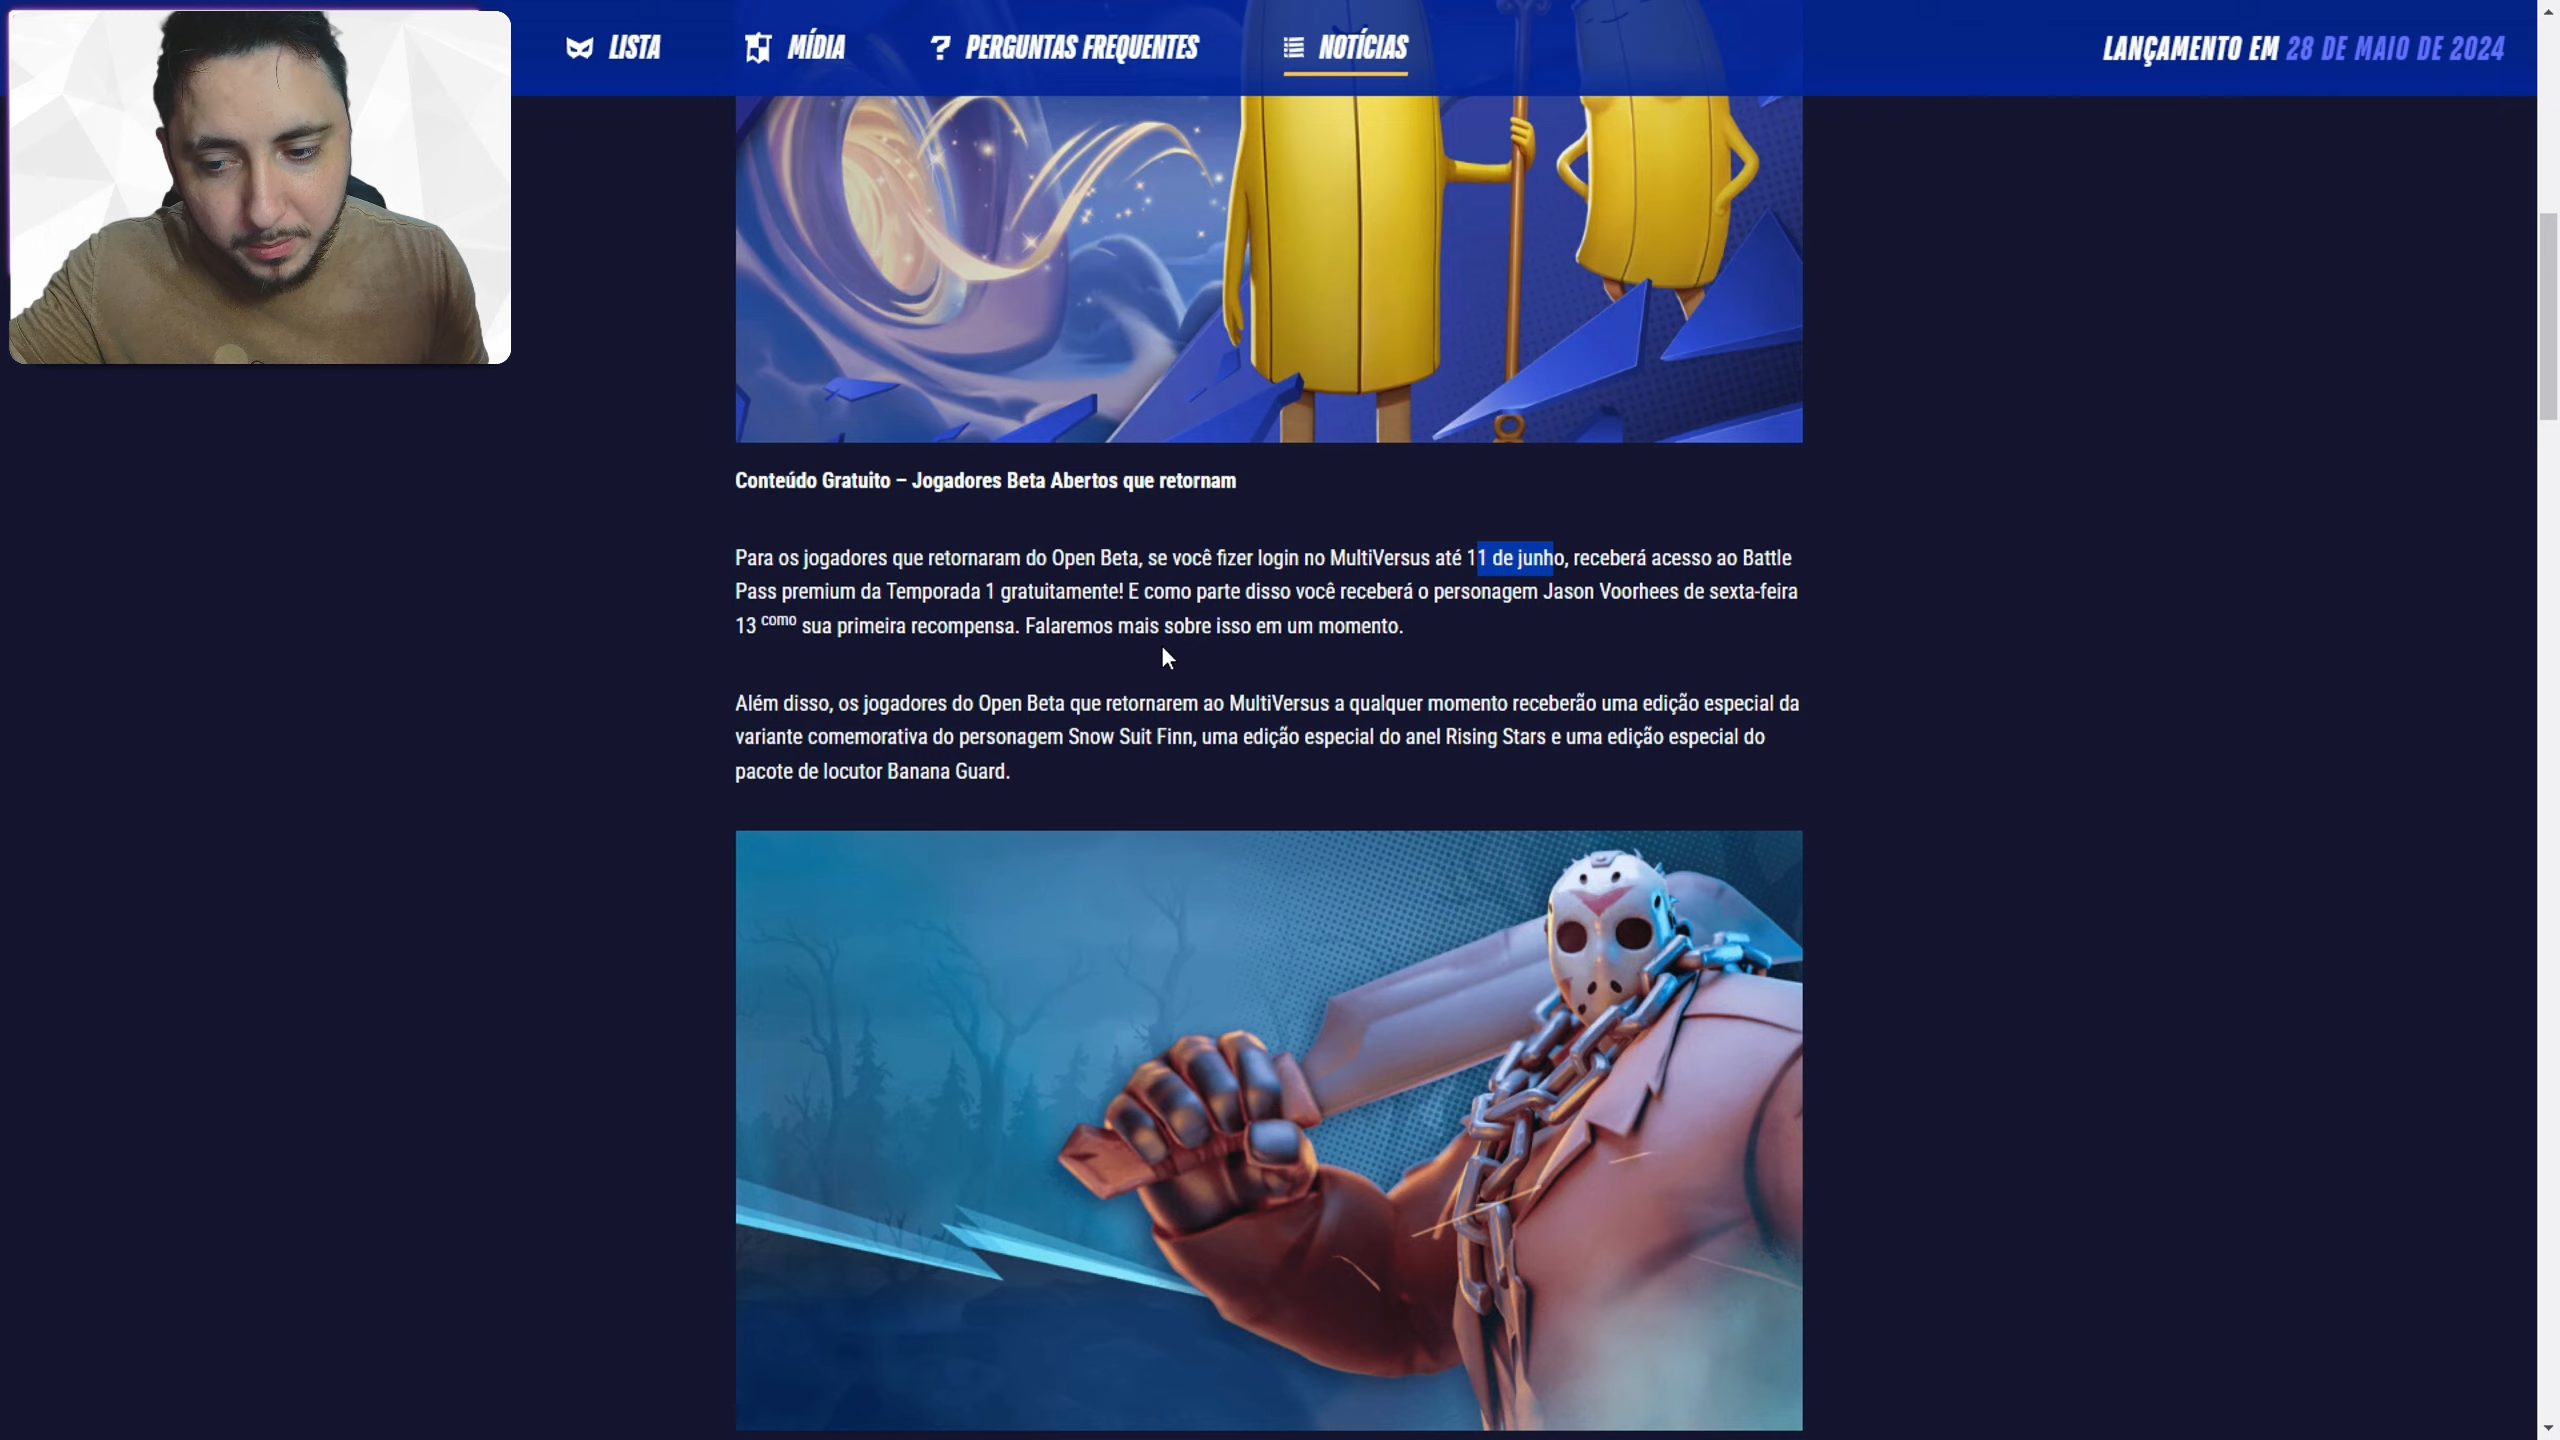 LISTA
MÍDIA
? PERGUNTAS FREQUENTES
NOTÍCIAS
LANÇAMENTO EM 28 DE MAIO DE 2024
Conteúdo Gratuito – Jogadores Beta Abertos que retornam
Para os jogadores que retornaram do Open Beta, se você fizer login no MultiVersus até 11 de junho, receberá acesso ao Battle
Pass premium da Temporada 1 gratuitamente! E como parte disso você receberá o personagem Jason Voorhees de sexta-feira
13 como sua primeira recompensa. Falaremos mais sobre isso em um momento.
Além disso, os jogadores do Open Beta que retornarem ao MultiVersus a qualquer momento receberão uma edição especial da
variante comemorativa do personagem Snow Suit Finn, uma edição especial do anel Rising Stars e uma edição especial do
pacote de locutor Banana Guard.